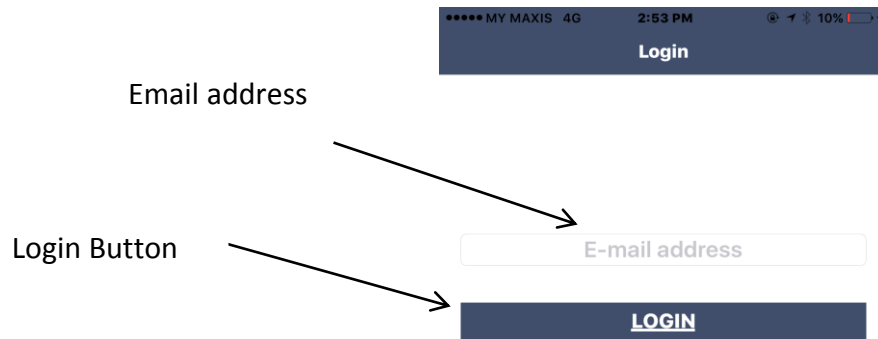 MY MAXIS 4G 2:53 PM 10%
Login
Email address
Login Button
E-mail address
LOGIN